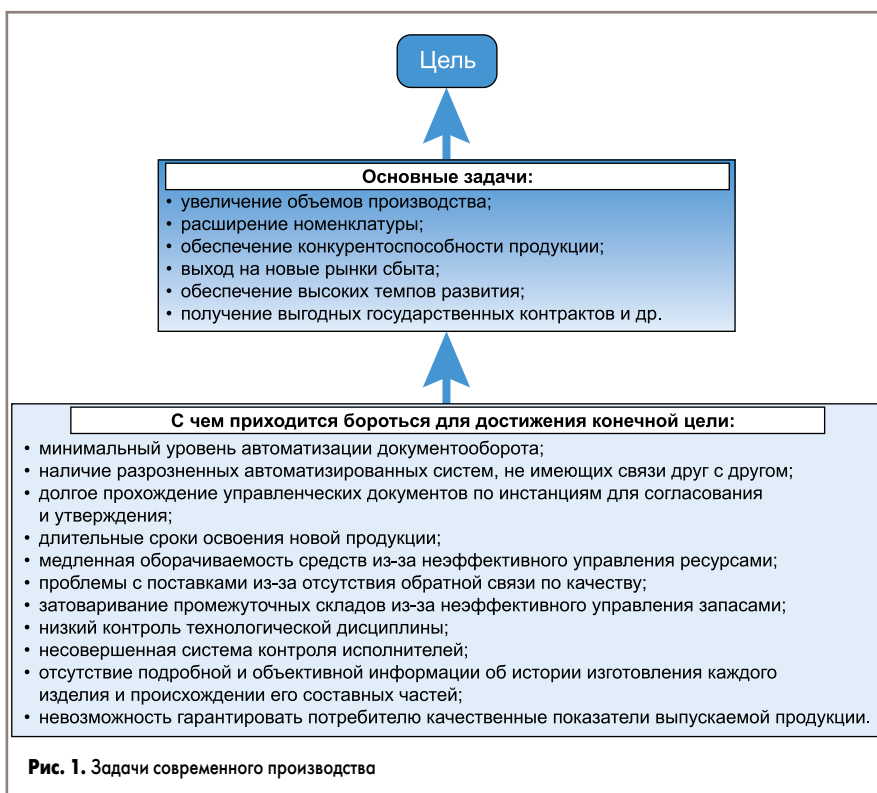 Цель
Основные задачи:
• увеличение объемов производства;
• расширение номенклатуры;
• обеспечение конкурентоспособности продукции;
• выход на новые рынки сбыта;
• обеспечение высоких темпов развития;
• получение выгодных государственных контрактов и др.
С чем приходится бороться для достижения конечной цели:
• минимальный уровень автоматизации документооборота;
• наличие разрозненных автоматизированных систем, не имеющих связи друг с другом;
• долгое прохождение управленческих документов по инстанциям для согласования
и утверждения;
• длительные сроки освоения новой продукции;
• медленная оборачиваемость средств из-за неэффективного управления ресурсами;
• проблемы с поставками из-за отсутствия обратной связи по качеству;
• затоваривание промежуточных складов из-за неэффективного управления запасами;
• низкий контроль технологической дисциплины;
• несовершенная система контроля исполнителей;
• отсутствие подробной и объективной информации об истории изготовления каждого
изделия и происхождении его составных частей;
• невозможность гарантировать потребителю качественные показатели выпускаемой продукции.
Рис. 1. Задачи современного производства